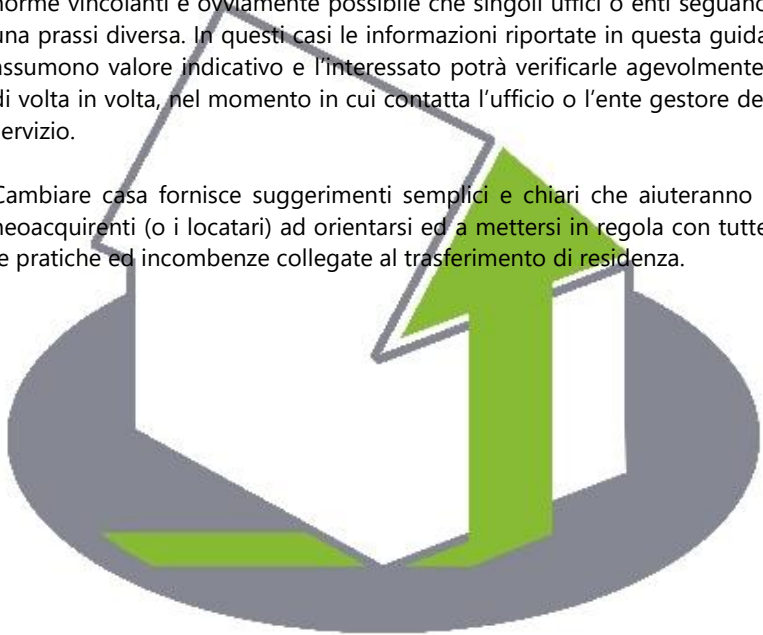 norme vincolanti è ovviamente possibile che singoli uffici o enti seguano
una prassi diversa. In questi casi le informazioni riportate in questa guida
assumono valore indicativo e l’interessato potrà verificarle agevolmente
di volta in volta, nel momento in cui contatta l’ufficio o l’ente gestore de
servizio.
Cambiare casa fornisce suggerimenti semplici e chiari che aiuteranno
neoacquirenti (o i locatari) ad orientarsi ed a mettersi in regola con tutte
le pratiche ed incombenze collegate al trasferimento di residenza.